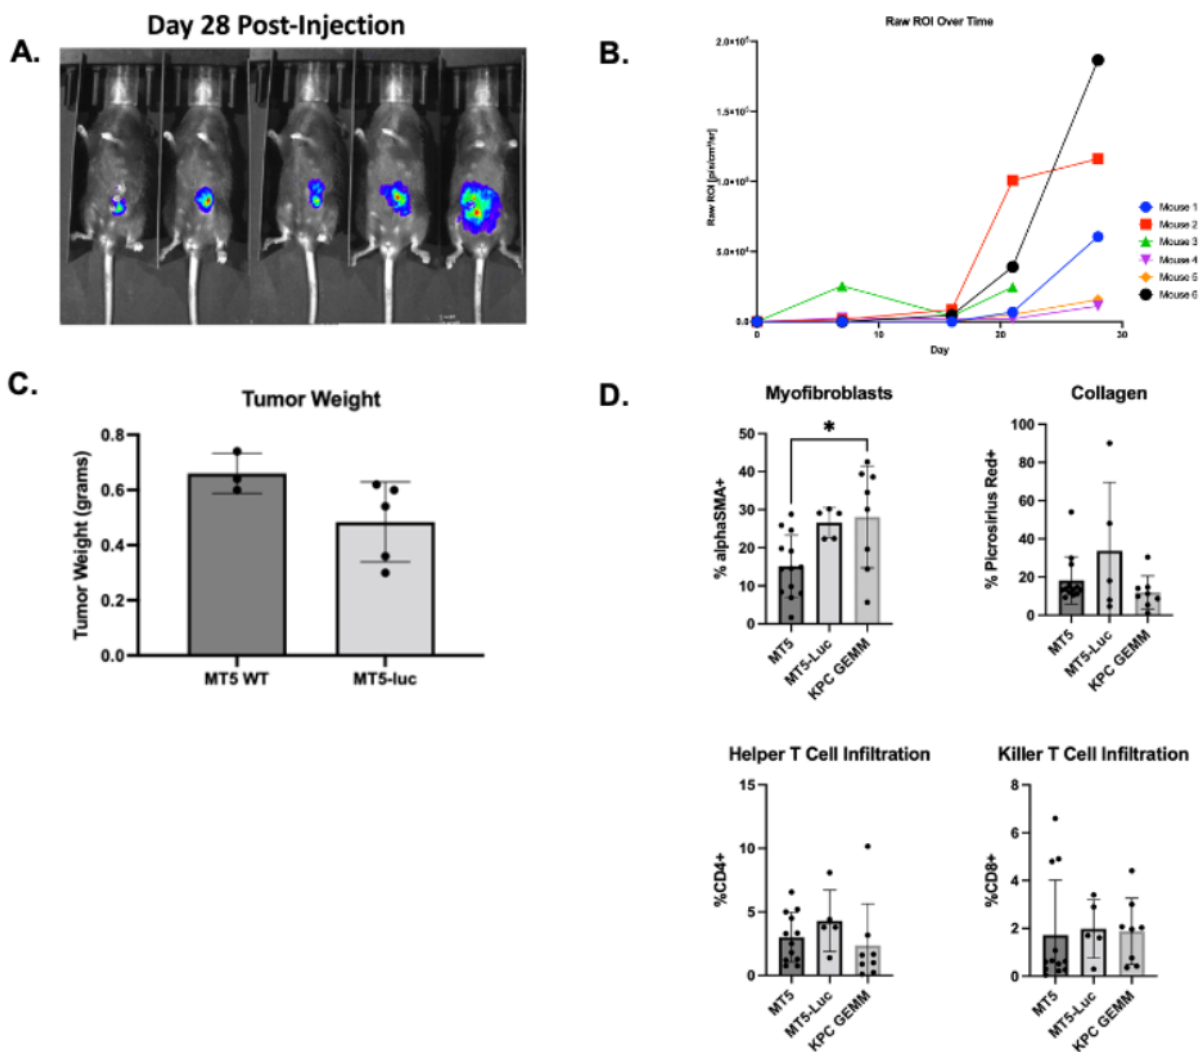 Day 28 Post-Injection
A.
B.
Raw ROI Over Time
Raw ROI [p/s/cm²/sr]
2.0×10⁵
1.5×10⁵
1.0×10⁵
5.0×10⁴
0.0
0
10
20
30
Day
Mouse 1
Mouse 2
Mouse 3
Mouse 4
Mouse 5
Mouse 6
C.
Tumor Weight
Tumor Weight (grams)
0.8
0.6
0.4
0.2
0.0
MT5 WT
MT5-luc
D.
Myofibroblasts
% alphaSMA+
50
40
30
20
10
0
*
MT5
MT5-Luc
KPC GEMM
Collagen
% Picrosirius Red+
100
80
60
40
20
0
MT5
MT5-Luc
KPC GEMM
Helper T Cell Infiltration
%CD4+
15
10
5
0
MT5
MT5-Luc
KPC GEMM
Killer T Cell Infiltration
%CD8+
8
6
4
2
0
MT5
MT5-Luc
KPC GEMM